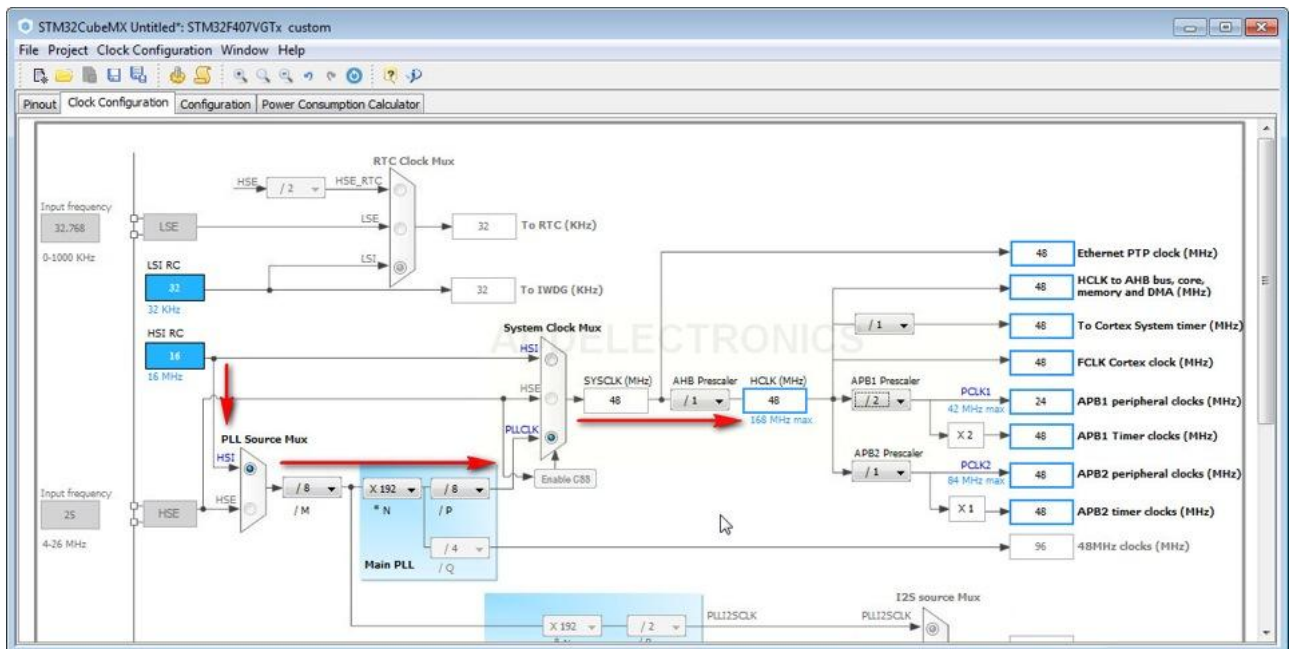 STM32CubeMX Untitled*: STM32F407VGTx custom
File Project Clock Configuration Window Help
Pinout Clock Configuration Configuration Power Consumption Calculator
RTC Clock Mux
HSE
/ 2
HSE_RTC
Input frequency
32.768
0-1000 KHz
LSE
LSE
32
To RTC (KHz)
LSI RC
32
32 KHz
LSI
32
To IWDG (KHz)
HSI RC
16
16 MHz
System Clock Mux
HSI
HSE
PLLCLK
Enable CSS
SYSCLK (MHz)
48
AHB Prescaler
/ 1
HCLK (MHz)
48
168 MHz max
48
Ethernet PTP clock (MHz)
48
HCLK to AHB bus, core,
memory and DMA (MHz)
/ 1
48
To Cortex System timer (MHz)
48
FCLK Cortex clock (MHz)
APB1 Prescaler
/ 2
PCLK1
42 MHz max
24
APB1 peripheral clocks (MHz)
X 2
48
APB1 Timer clocks (MHz)
APB2 Prescaler
/ 1
PCLK2
84 MHz max
48
APB2 peripheral clocks (MHz)
X 1
48
APB2 timer clocks (MHz)
PLL Source Mux
HSI
HSE
Input frequency
25
4-26 MHz
HSE
/ 8
/ M
X 192
* N
/ 8
/ P
/ 4
/ Q
Main PLL
96
48MHz clocks (MHz)
X 192
/ 2
PLLI2SCLK
PLLI2SCLK
I2S source Mux